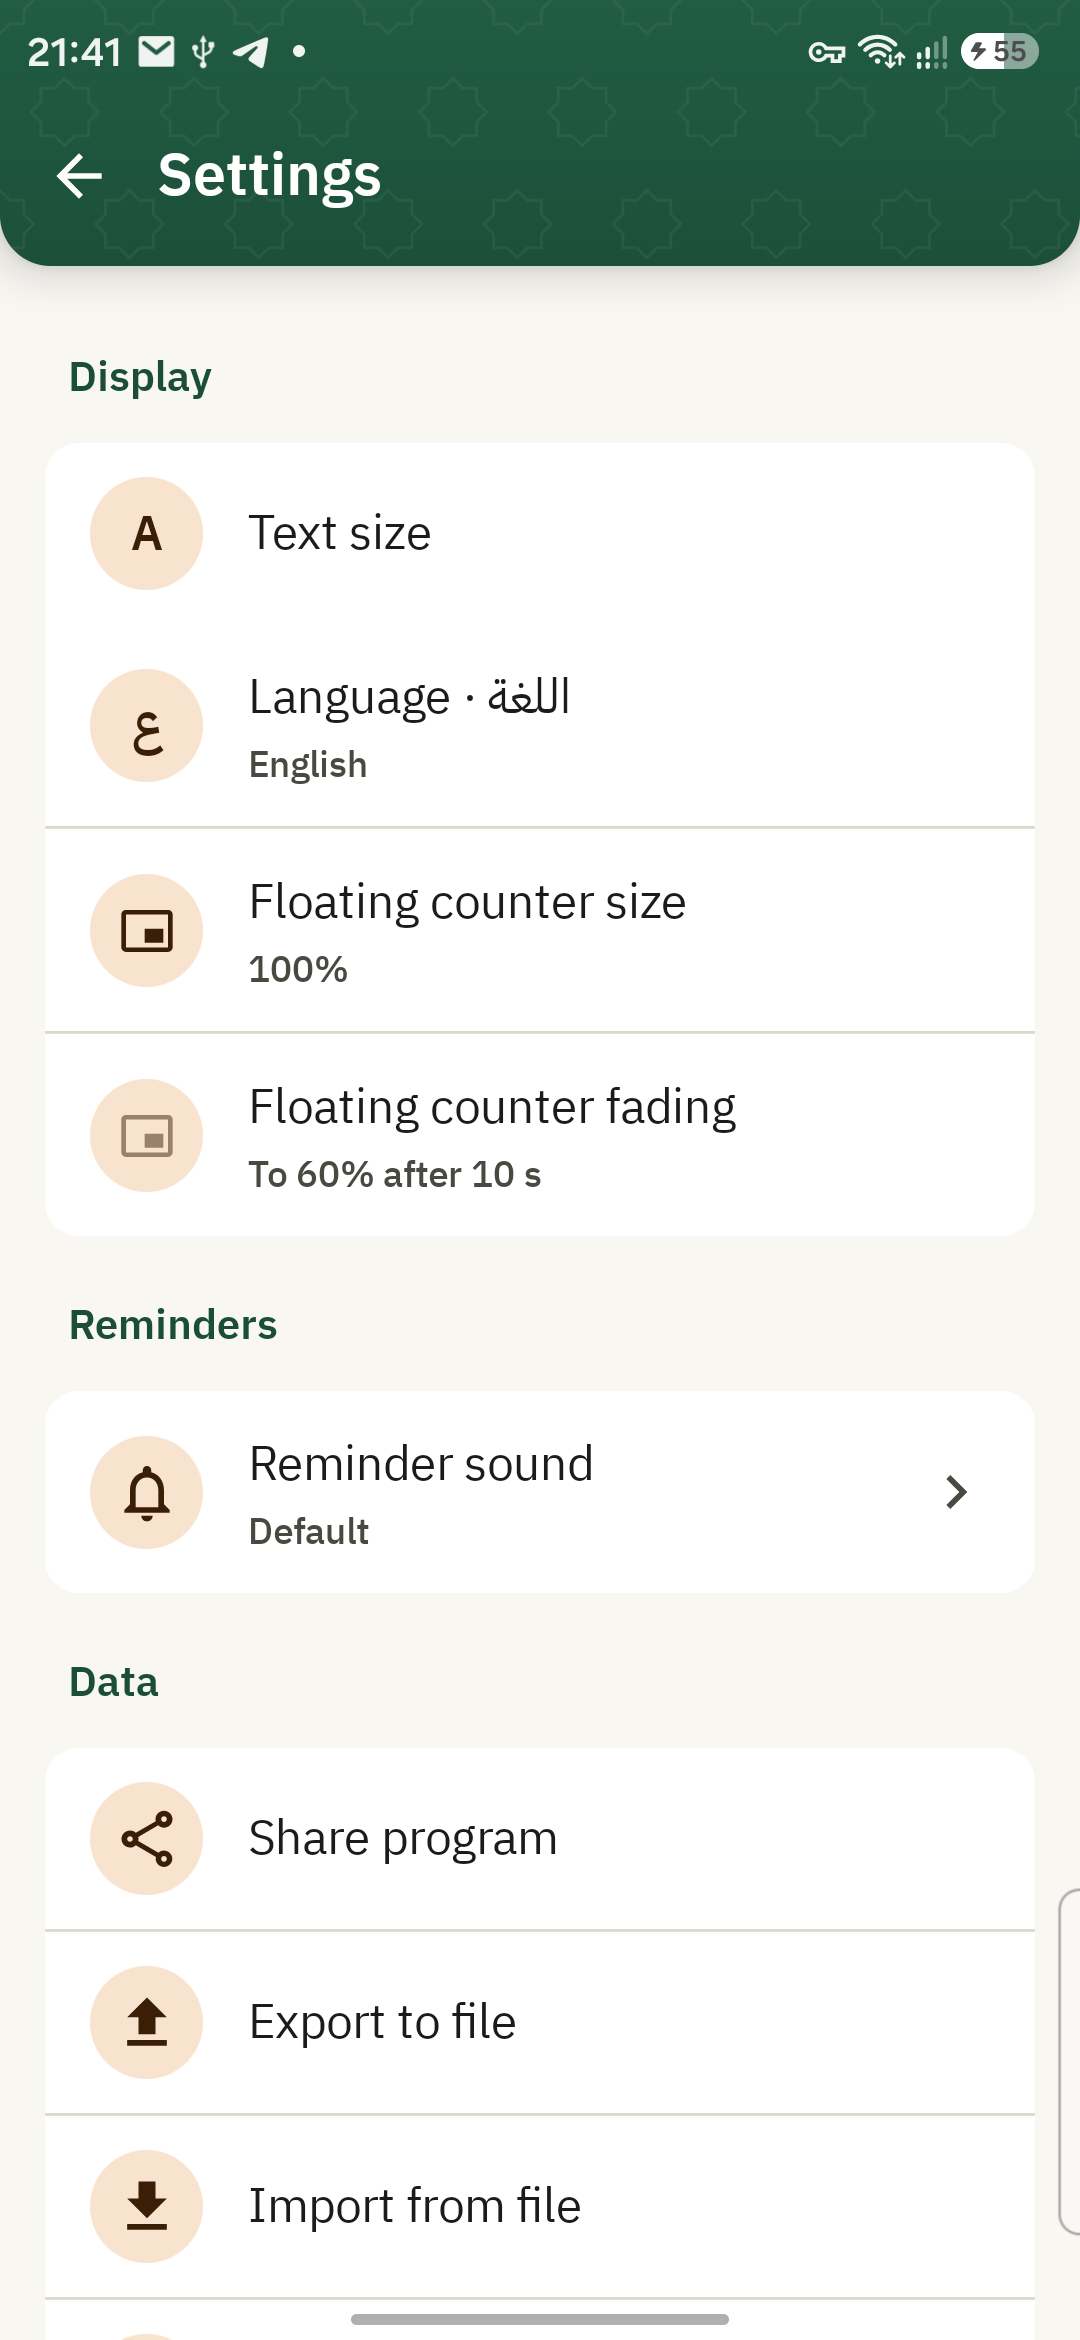 21:41
55
Settings
Display
A
Text size
ع
Language · اللغة
English
Floating counter size
100%
Floating counter fading
To 60% after 10 s
Reminders
Reminder sound
Default
Data
Share program
Export to file
Import from file